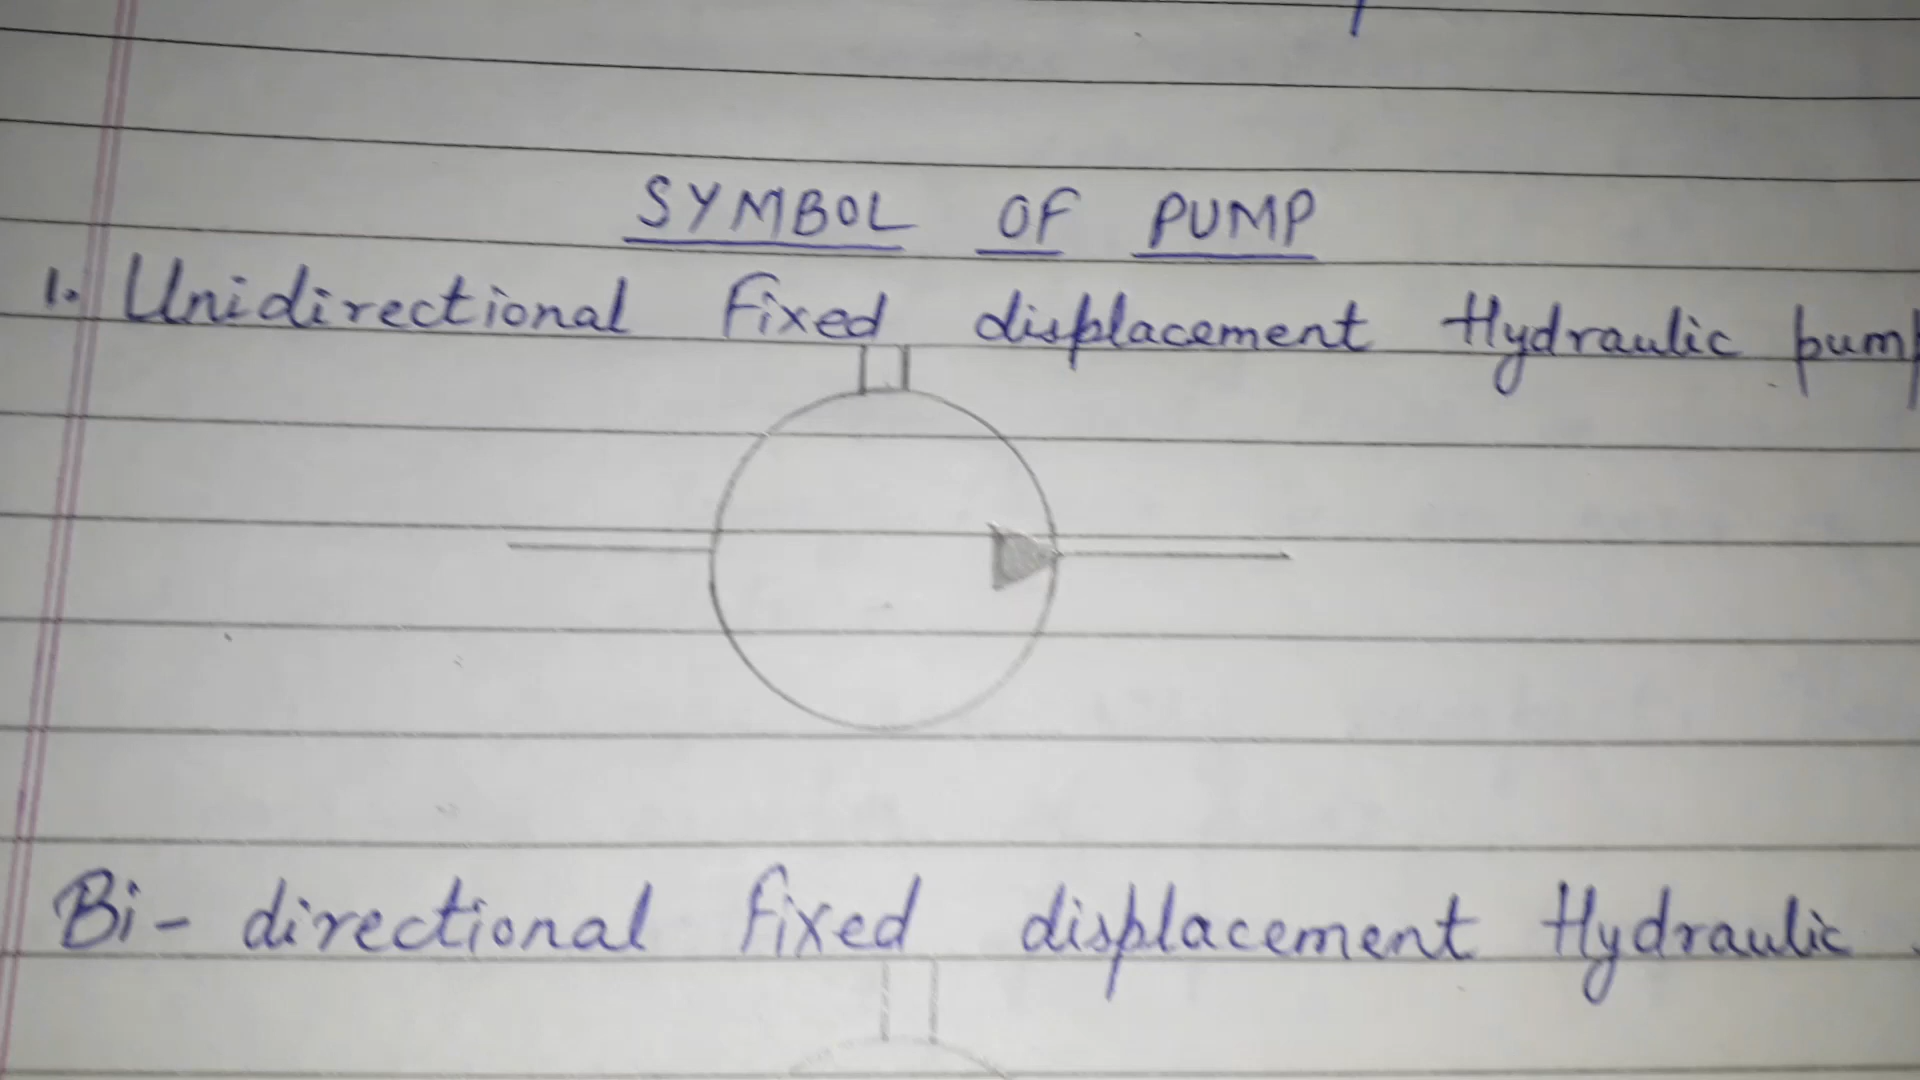 SYMBOL OF PUMP
1. Unidirectional fixed displacement Hydraulic pump
Bi-directional fixed displacement Hydraulic